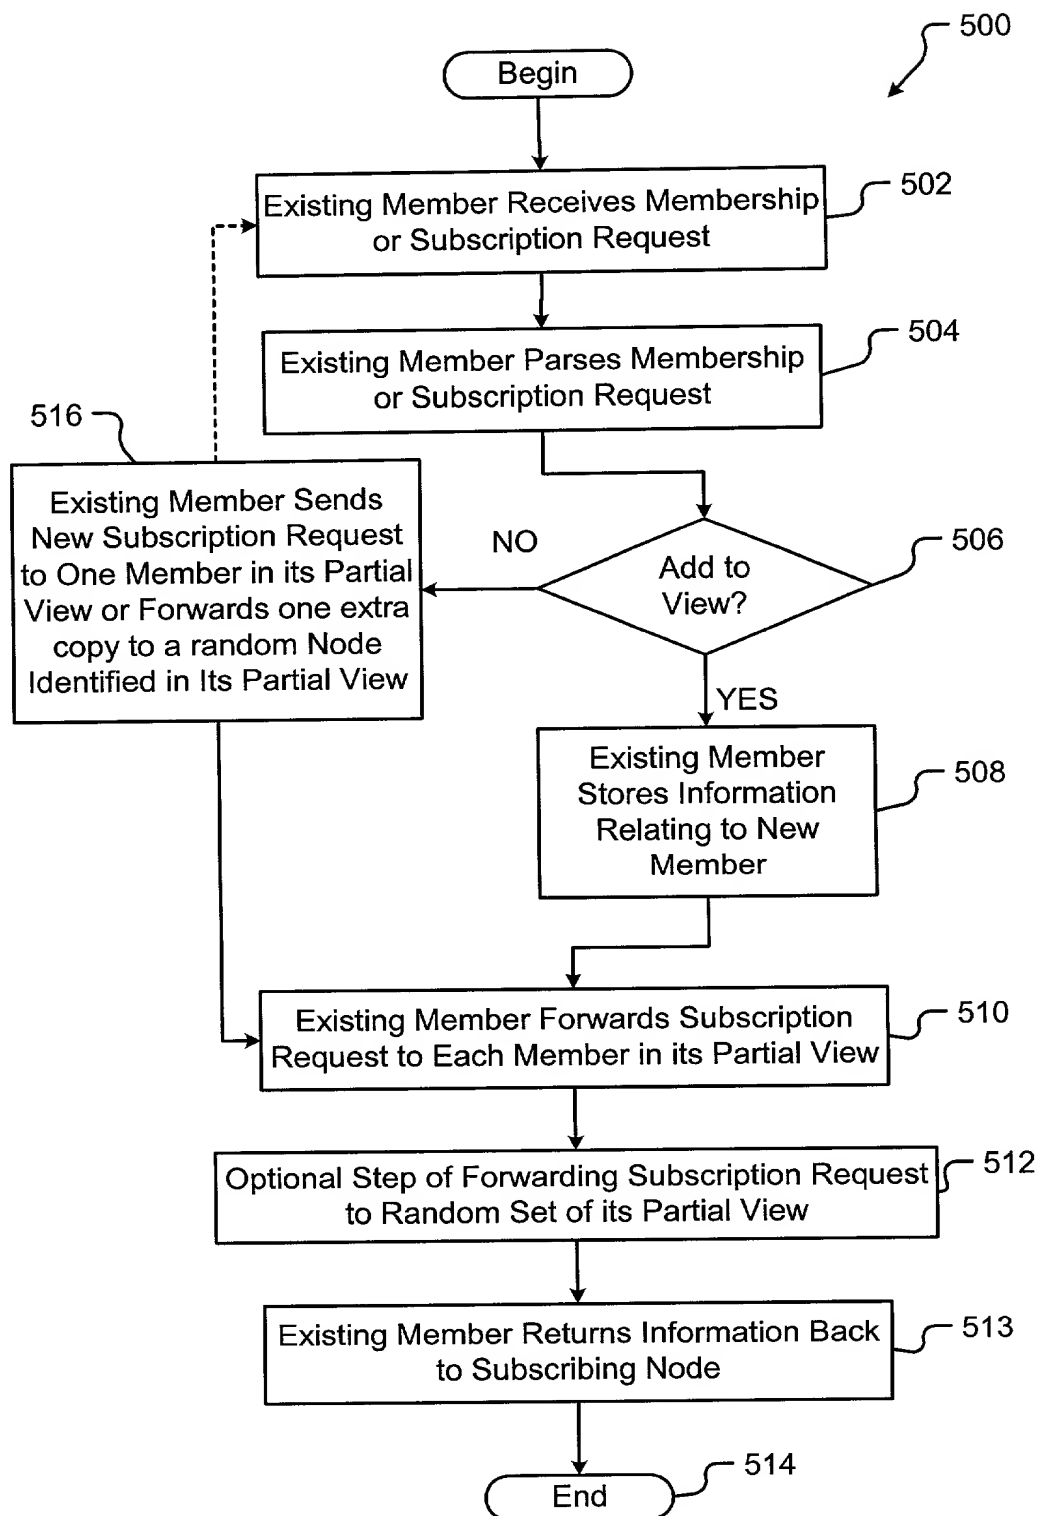 500
Begin
Existing Member Receives Membership
or Subscription Request
502
Existing Member Parses Membership
or Subscription Request
504
516
Existing Member Sends
New Subscription Request
to One Member in its Partial
View or Forwards one extra
copy to a random Node
Identified in Its Partial View
NO
Add to
View?
506
YES
Existing Member
Stores Information
Relating to New
Member
508
Existing Member Forwards Subscription
Request to Each Member in its Partial View
510
Optional Step of Forwarding Subscription Request
to Random Set of its Partial View
512
Existing Member Returns Information Back
to Subscribing Node
513
End
514